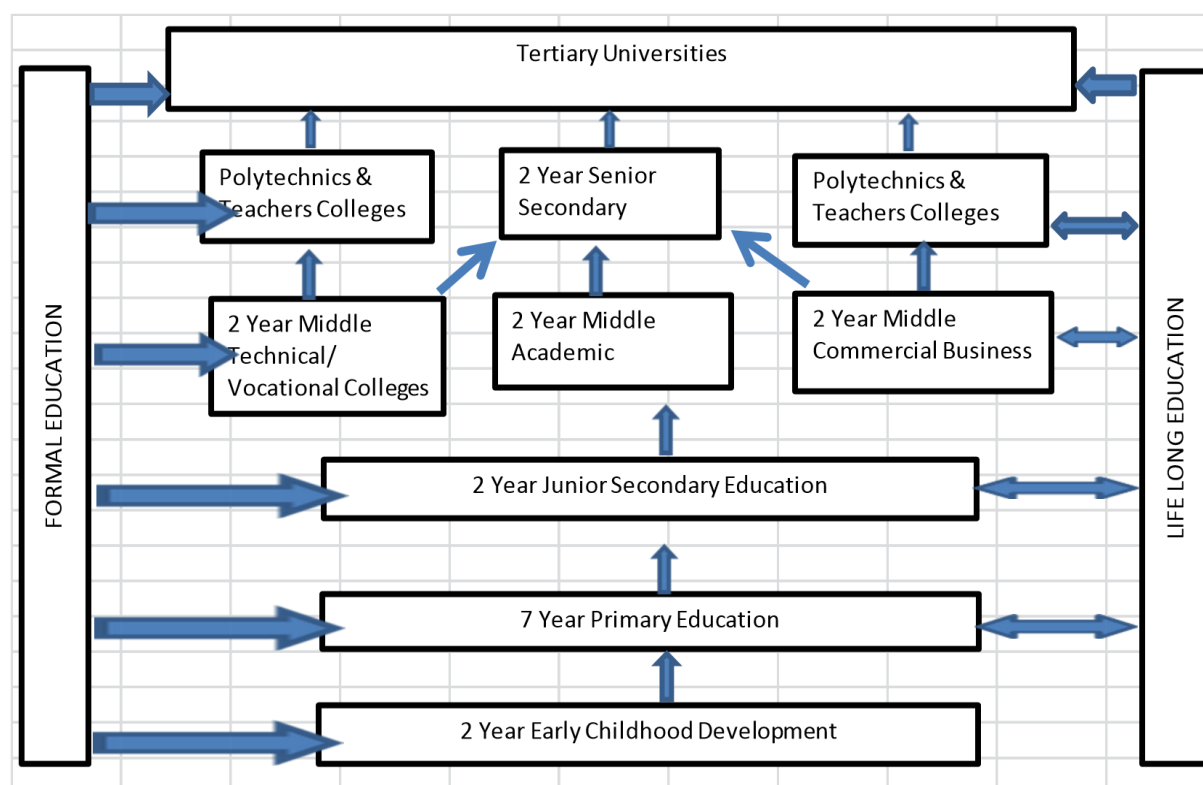 Tertiary Universities
Polytechnics &
Teachers Colleges
2 Year Senior
Secondary
Polytechnics &
Teachers Colleges
2 Year Middle
Technical/
Vocational Colleges
2 Year Middle
Academic
2 Year Middle
Commercial Business
2 Year Junior Secondary Education
7 Year Primary Education
2 Year Early Childhood Development
FORMAL EDUCATION
LIFE LONG EDUCATION